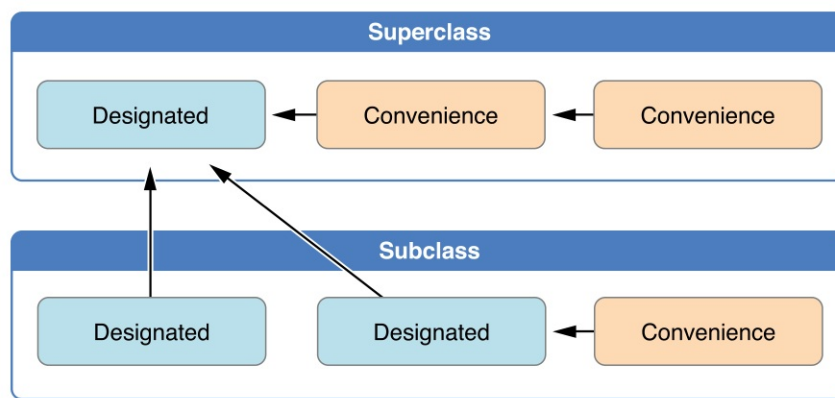 Superclass
Designated Convenience Convenience
Subclass
Designated Designated Convenience